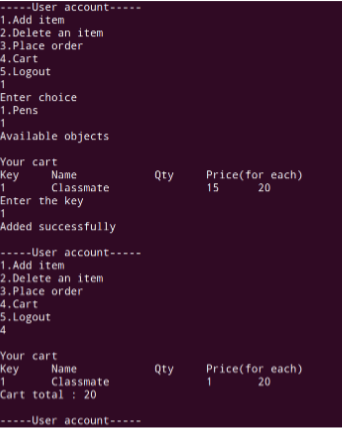 -----User account-----
1.Add item
2.Delete an item
3.Place order
4.Cart
5.Logout
1
Enter choice
1.Pens
1
Available objects
Your cart
Key Name Qty Price(for each)
1 Classmate 15 20
Enter the key
1
Added successfully
-----User account-----
1.Add item
2.Delete an item
3.Place order
4.Cart
5.Logout
4
Your cart
Key Name Qty Price(for each)
1 Classmate 1 20
Cart total : 20
-----User account-----